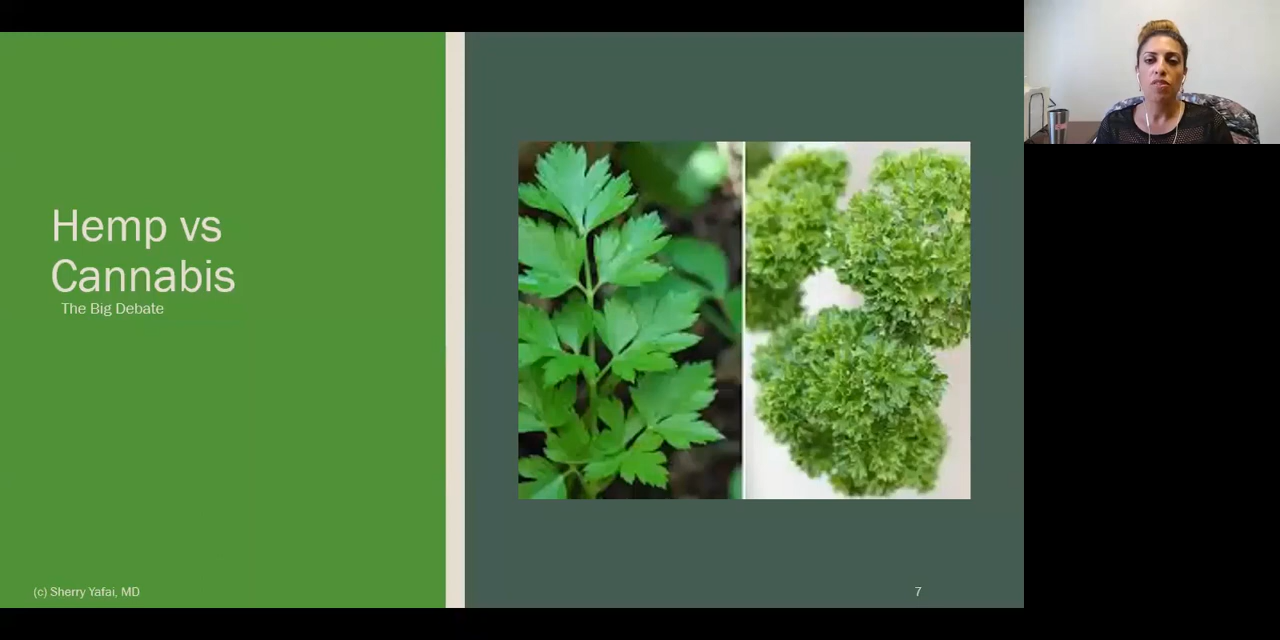 Hemp vs
Cannabis
The Big Debate
(c) Sherry Yafai, MD
7